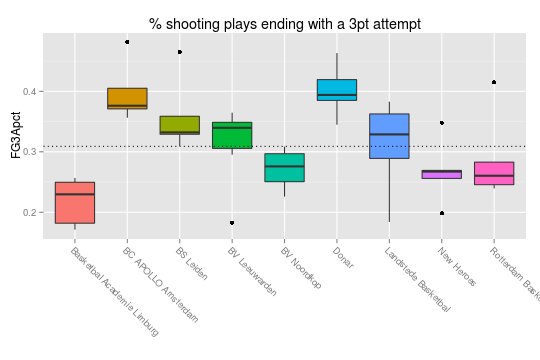 % shooting plays ending with a 3pt attempt
FG3Apct
0.4
0.3
0.2
Basketbal Academie Limburg
BC APOLLO Amsterdam
BS Leiden
BV Leeuwarden
BV Noordkop
Donar
Landstede Basketbal
New Heroes
Rotterdam